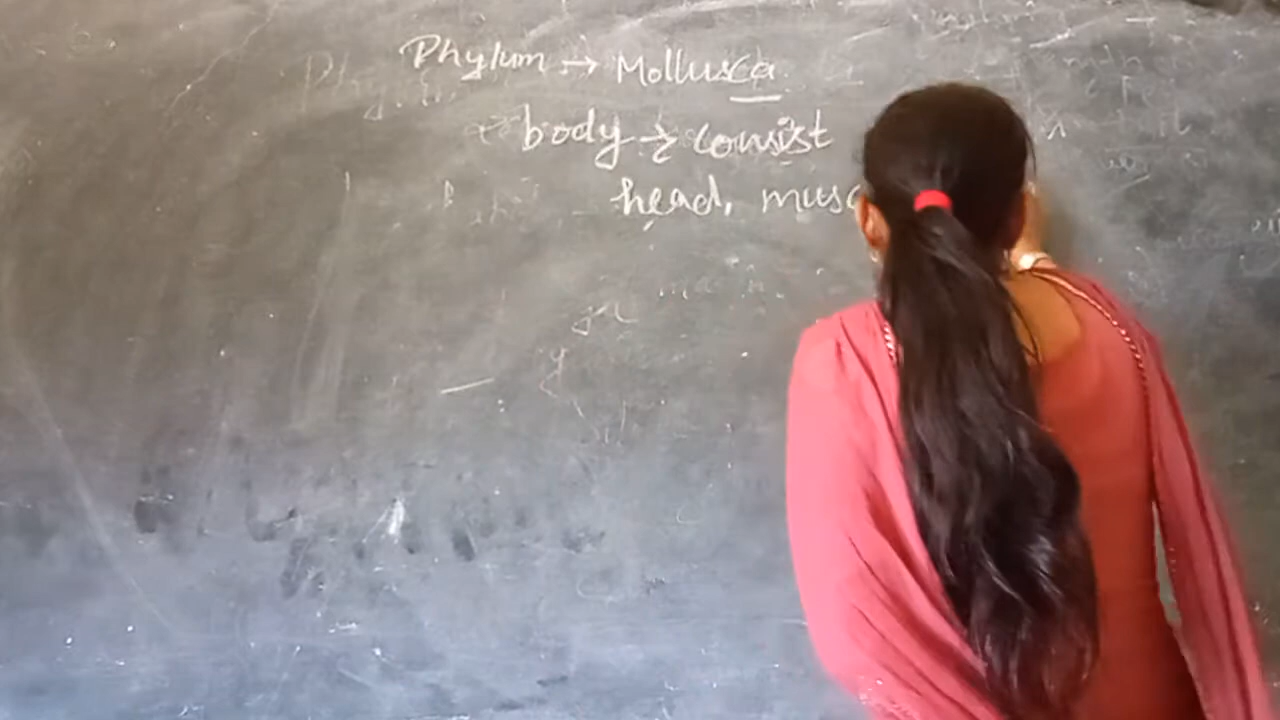 Phylum → Mollusca
body → consist
head, musc